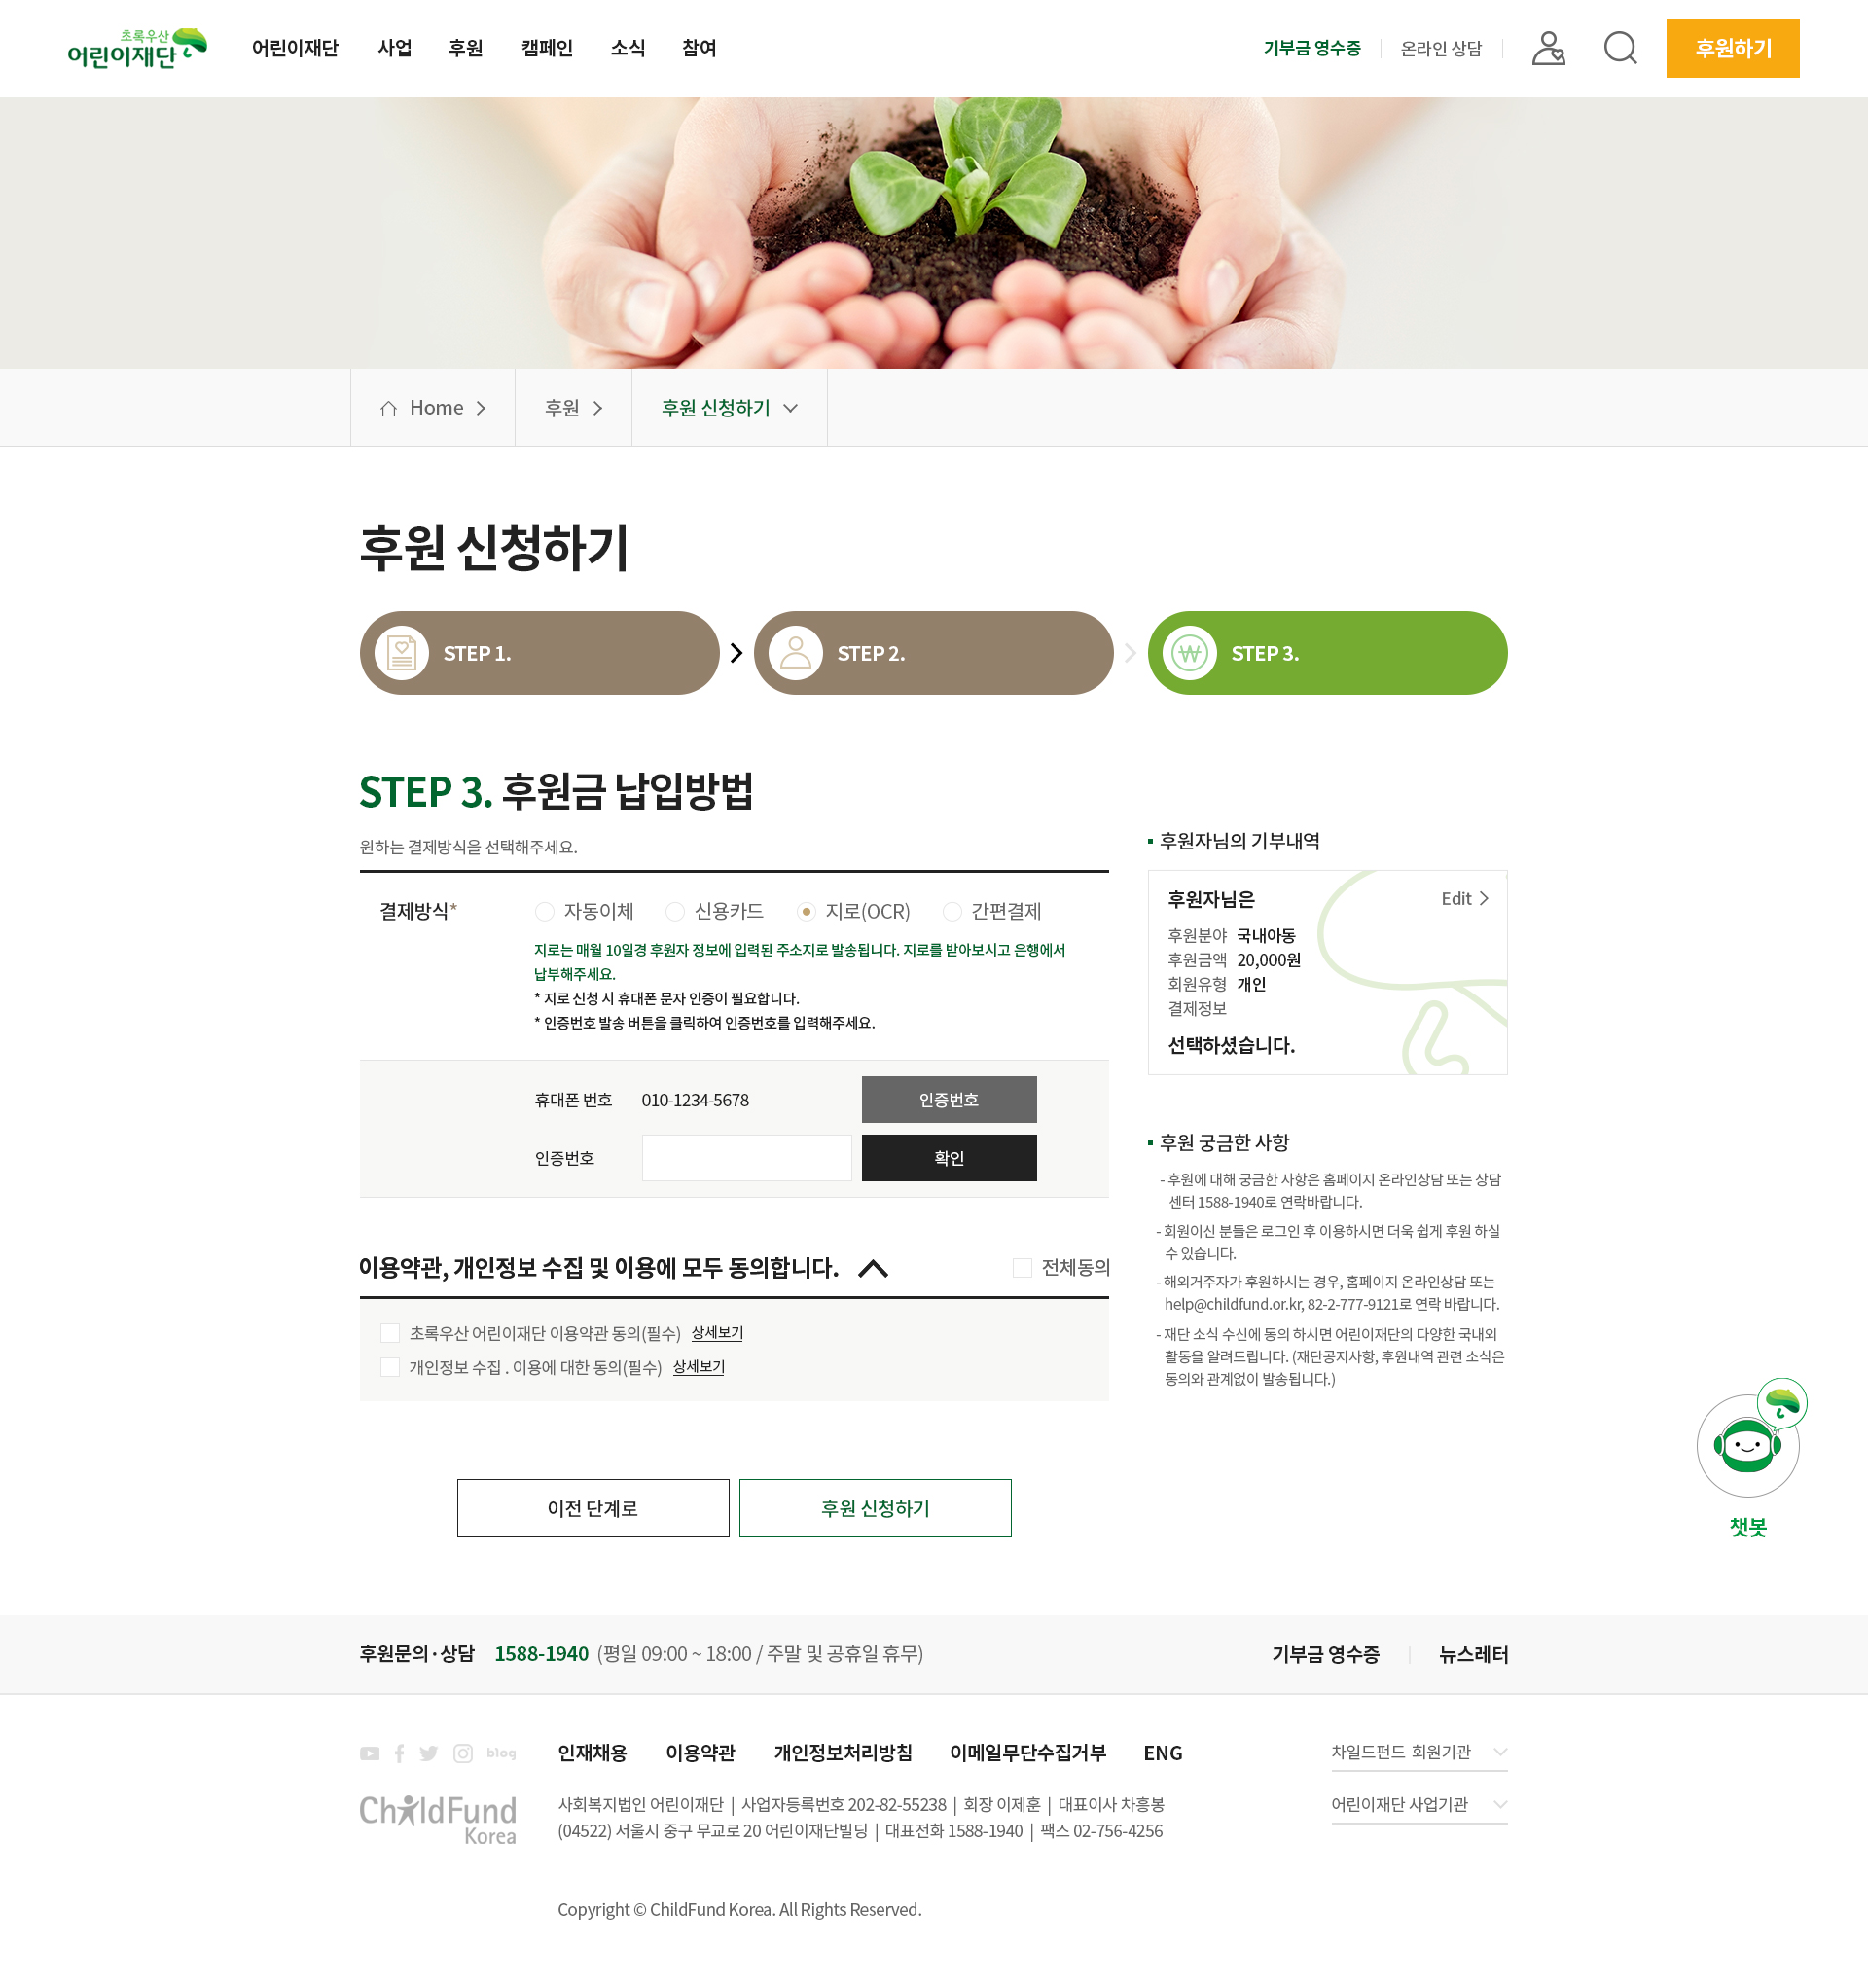 초록우산
어린이재단
어린이재단 사업 후원 캠페인 소식 참여
기부금 영수증 온라인 상담 후원하기
Home 후원 후원 신청하기
후원 신청하기
STEP 1. STEP 2. STEP 3.
STEP 3. 후원금 납입방법
원하는 결제방식을 선택해주세요.
결제방식* 자동이체 신용카드 지로(OCR) 간편결제
지로는 매월 10일경 후원자 정보에 입력된 주소지로 발송됩니다. 지로를 받아보시고 은행에서
납부해주세요.
* 지로 신청 시 휴대폰 문자 인증이 필요합니다.
* 인증번호 발송 버튼을 클릭하여 인증번호를 입력해주세요.
휴대폰 번호 010-1234-5678 인증번호
인증번호 확인
이용약관, 개인정보 수집 및 이용에 모두 동의합니다. 전체동의
초록우산 어린이재단 이용약관 동의(필수) 상세보기
개인정보 수집 . 이용에 대한 동의(필수) 상세보기
이전 단계로 후원 신청하기
후원자님의 기부내역
후원자님은 Edit
후원분야 국내아동
후원금액 20,000원
회원유형 개인
결제정보
선택하셨습니다.
후원 궁금한 사항
- 후원에 대해 궁금한 사항은 홈페이지 온라인상담 또는 상담
센터 1588-1940로 연락바랍니다.
- 회원이신 분들은 로그인 후 이용하시면 더욱 쉽게 후원 하실
수 있습니다.
- 해외거주자가 후원하시는 경우, 홈페이지 온라인상담 또는
help@childfund.or.kr, 82-2-777-9121로 연락 바랍니다.
- 재단 소식 수신에 동의 하시면 어린이재단의 다양한 국내외
활동을 알려드립니다. (재단공지사항, 후원내역 관련 소식은
동의와 관계없이 발송됩니다.)
챗봇
후원문의·상담 1588-1940 (평일 09:00 ~ 18:00 / 주말 및 공휴일 휴무)
기부금 영수증 뉴스레터
blog
인재채용 이용약관 개인정보처리방침 이메일무단수집거부 ENG
차일드펀드 회원기관
ChildFund
Korea
사회복지법인 어린이재단 | 사업자등록번호 202-82-55238 | 회장 이제훈 | 대표이사 차흥봉
(04522) 서울시 중구 무교로 20 어린이재단빌딩 | 대표전화 1588-1940 | 팩스 02-756-4256
어린이재단 사업기관
Copyright © ChildFund Korea. All Rights Reserved.